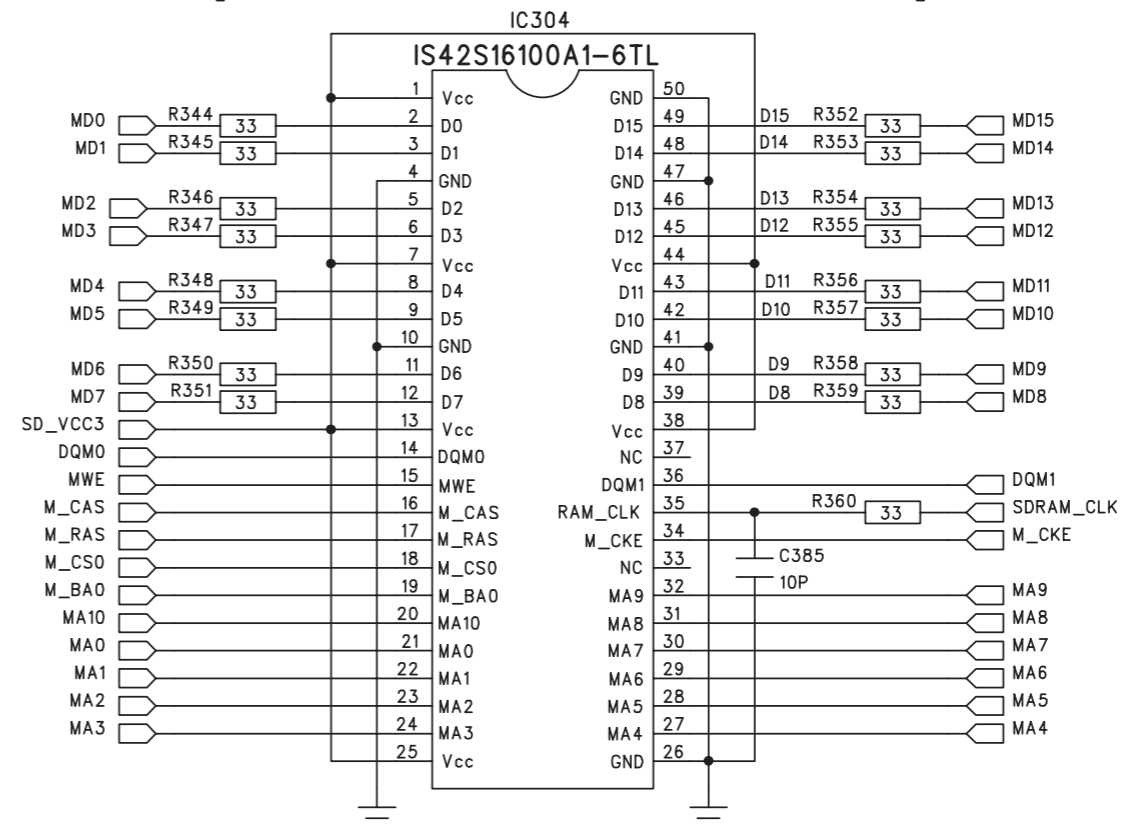 IC304
IS42S16100A1-6TL
1 Vcc GND 50
MD0 R344 33 2 D0 D15 49 D15 R352 33 MD15
MD1 R345 33 3 D1 D14 48 D14 R353 33 MD14
4 GND GND 47
MD2 R346 33 5 D2 D13 46 D13 R354 33 MD13
MD3 R347 33 6 D3 D12 45 D12 R355 33 MD12
7 Vcc Vcc 44
MD4 R348 33 8 D4 D11 43 D11 R356 33 MD11
MD5 R349 33 9 D5 D10 42 D10 R357 33 MD10
10 GND GND 41
MD6 R350 33 11 D6 D9 40 D9 R358 33 MD9
MD7 R351 33 12 D7 D8 39 D8 R359 33 MD8
SD_VCC3 13 Vcc Vcc 38
DQM0 14 DQM0 NC 37
MWE 15 MWE DQM1 36 DQM1
M_CAS 16 M_CAS RAM_CLK 35 R360 33 SDRAM_CLK
M_RAS 17 M_RAS M_CKE 34 M_CKE
M_CS0 18 M_CS0 NC 33 C385
M_BA0 19 M_BA0 MA9 32 10P MA9
MA10 20 MA10 MA8 31 MA8
MA0 21 MA0 MA7 30 MA7
MA1 22 MA1 MA6 29 MA6
MA2 23 MA2 MA5 28 MA5
MA3 24 MA3 MA4 27 MA4
25 Vcc GND 26